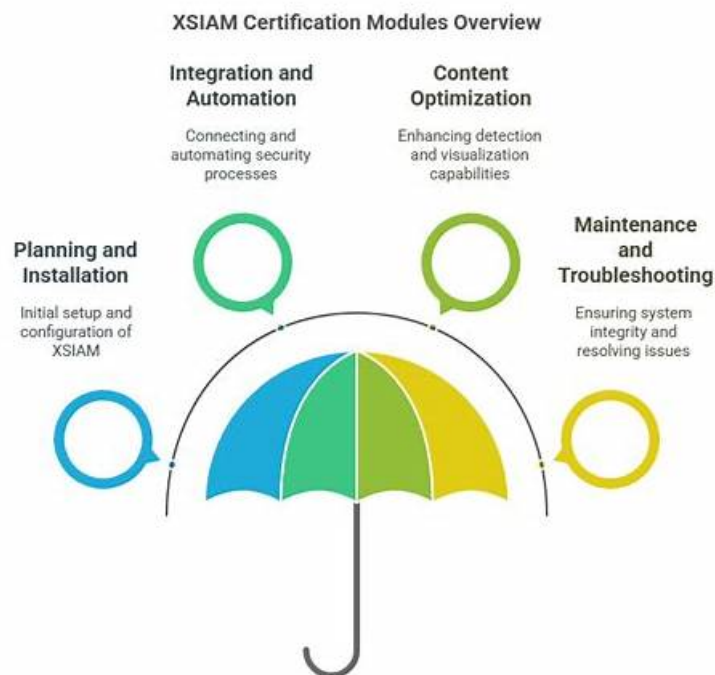 XSIAM Certification Modules Overview
Integration and
Automation
Connecting and
automating security
processes
Content
Optimization
Enhancing detection
and visualization
capabilities
Planning and
Installation
Initial setup and
configuration of
XSIAM
Maintenance
and
Troubleshooting
Ensuring system
integrity and
resolving issues